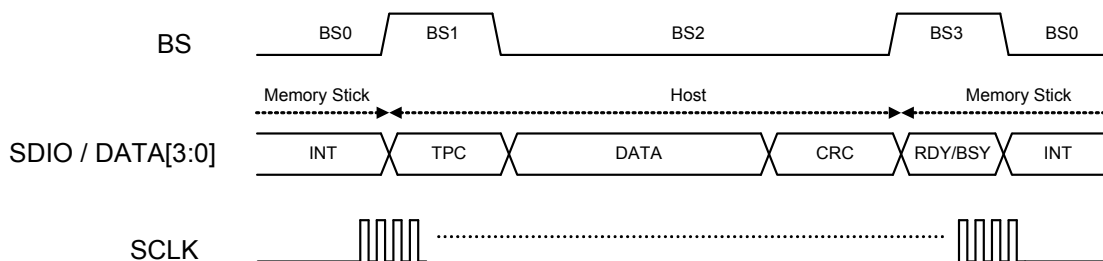 BS BS0 BS1 BS2 BS3 BS0
Memory Stick Host Memory Stick
SDIO / DATA[3:0] INT TPC DATA CRC RDY/BSY INT
SCLK